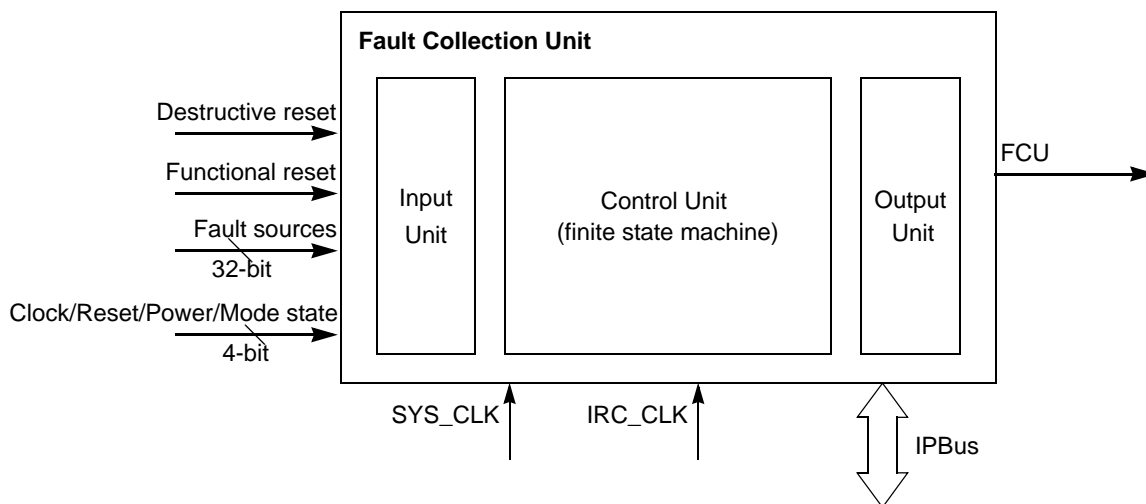 Fault Collection Unit
Destructive reset
Functional reset
Fault sources
32-bit
Clock/Reset/Power/Mode state
4-bit
Input
Unit
Control Unit
(finite state machine)
Output
Unit
FCU
SYS_CLK
IRC_CLK
IPBus